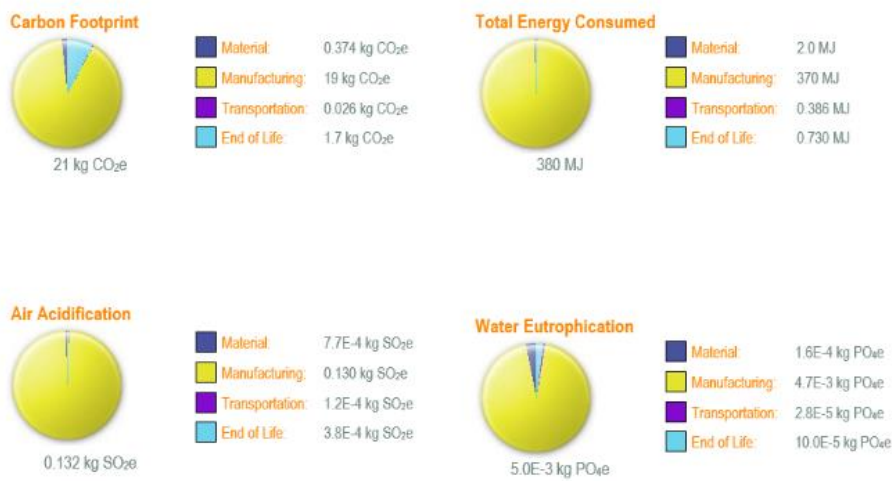 Carbon Footprint
Material: 0.374 kg CO₂e
Manufacturing: 19 kg CO₂e
Transportation: 0.026 kg CO₂e
End of Life: 1.7 kg CO₂e
21 kg CO₂e
Total Energy Consumed
Material: 2.0 MJ
Manufacturing: 370 MJ
Transportation: 0.386 MJ
End of Life: 0.730 MJ
380 MJ
Air Acidification
Material: 7.7E-4 kg SO₂e
Manufacturing: 0.130 kg SO₂e
Transportation: 1.2E-4 kg SO₂e
End of Life: 3.8E-4 kg SO₂e
0.132 kg SO₂e
Water Eutrophication
Material: 1.6E-4 kg PO₄e
Manufacturing: 4.7E-3 kg PO₄e
Transportation: 2.8E-5 kg PO₄e
End of Life: 10.0E-5 kg PO₄e
5.0E-3 kg PO₄e